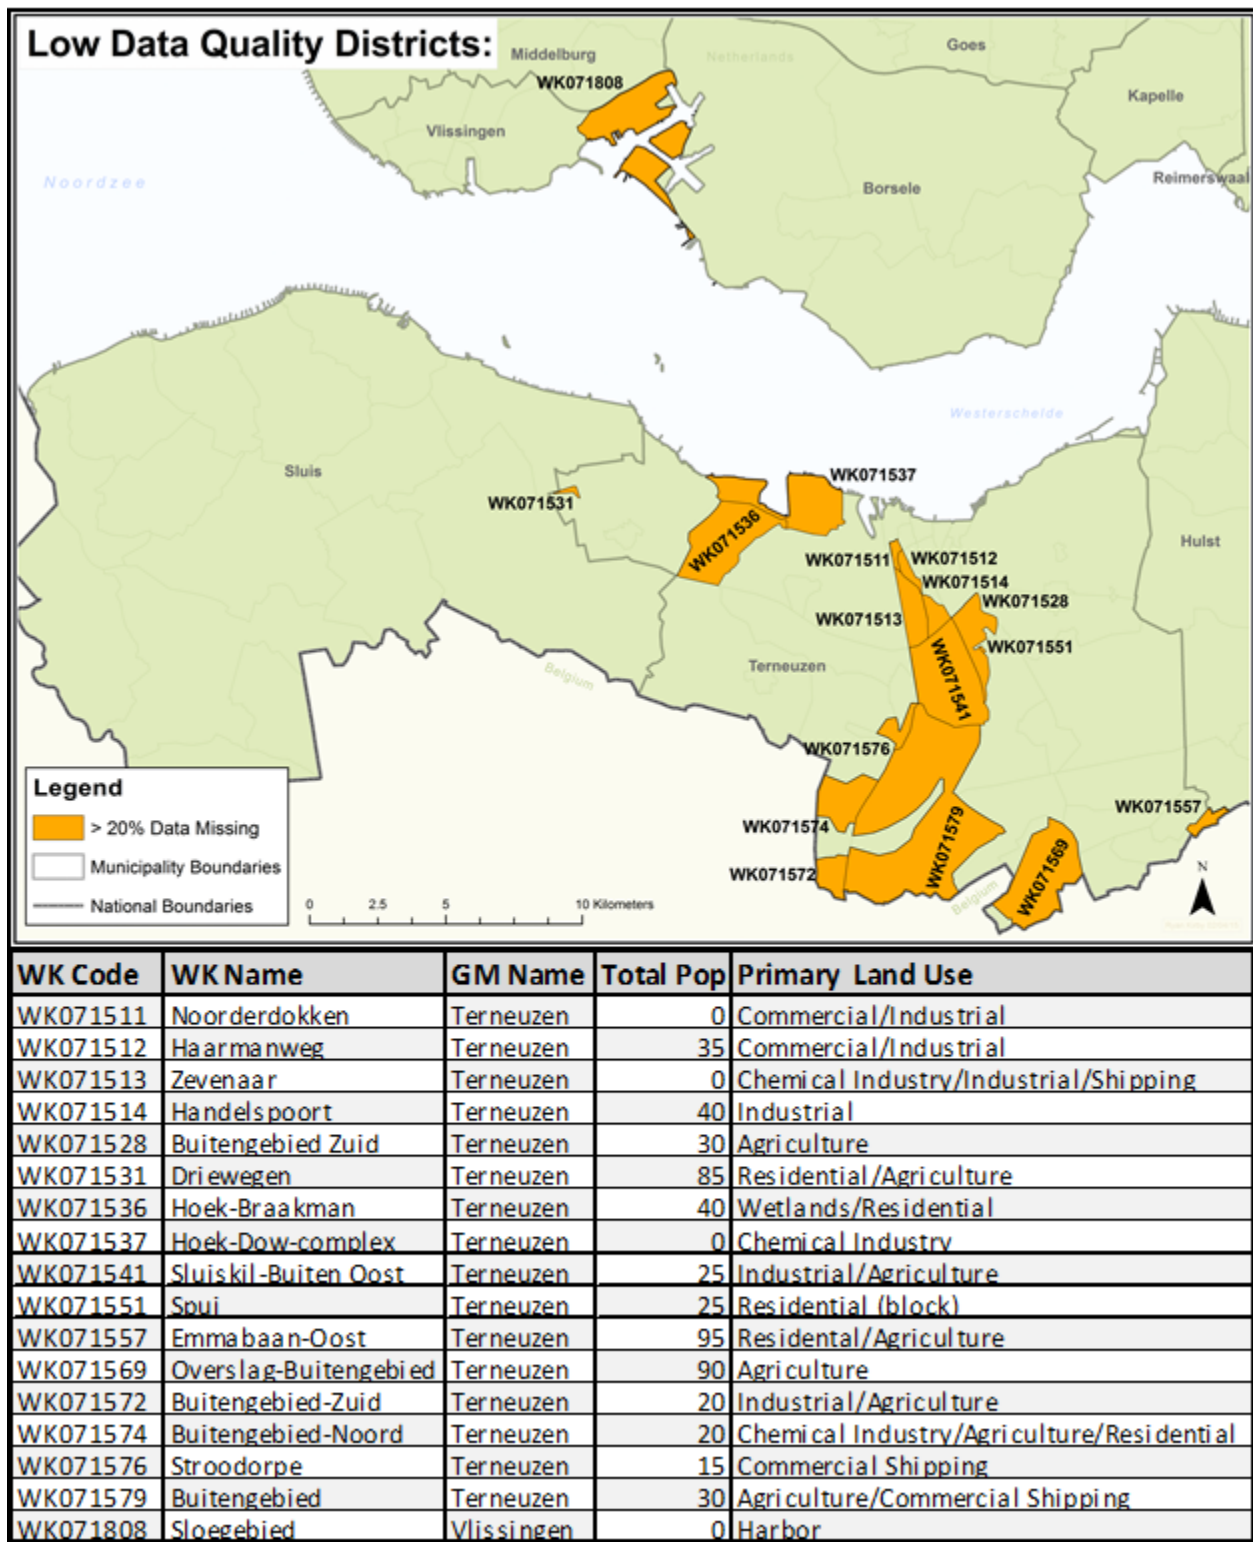 Low Data Quality Districts:
Middelburg
Netherlands
Goes
WK071808
Kapelle
Vlissingen
Noordzee
Reimerswaal
Borsele
Westerschelde
Sluis
WK071537
WK071531
WK071536
Hulst
WK071511
WK071512
WK071514
WK071528
WK071513
WK071551
Terneuzen
Belgium
WK071541
WK071576
Legend
> 20% Data Missing
Municipality Boundaries
National Boundaries
WK071557
WK071574
WK071579
WK071572
WK071569
N
Belgium
0 2.5 5 10 Kilometers
WK Code WK Name GM Name Total Pop Primary Land Use
WK071511 Noorderdokken Terneuzen 0 Commercial/Industrial
WK071512 Haarmanweg Terneuzen 35 Commercial/Industrial
WK071513 Zevenaar Terneuzen 0 Chemical Industry/Industrial/Shipping
WK071514 Handelspoort Terneuzen 40 Industrial
WK071528 Buitengebied Zuid Terneuzen 30 Agriculture
WK071531 Driewegen Terneuzen 85 Residential/Agriculture
WK071536 Hoek-Braakman Terneuzen 40 Wetlands/Residential
WK071537 Hoek-Dow-complex Terneuzen 0 Chemical Industry
WK071541 Sluiskil-Buiten Oost Terneuzen 25 Industrial/Agriculture
WK071551 Spui Terneuzen 25 Residential (block)
WK071557 Emmabaan-Oost Terneuzen 95 Residental/Agriculture
WK071569 Overslag-Buitengebied Terneuzen 90 Agriculture
WK071572 Buitengebied-Zuid Terneuzen 20 Industrial/Agriculture
WK071574 Buitengebied-Noord Terneuzen 20 Chemical Industry/Agriculture/Residential
WK071576 Stroodorpe Terneuzen 15 Commercial Shipping
WK071579 Buitengebied Terneuzen 30 Agriculture/Commercial Shipping
WK071808 Sloegebied Vlissingen 0 Harbor